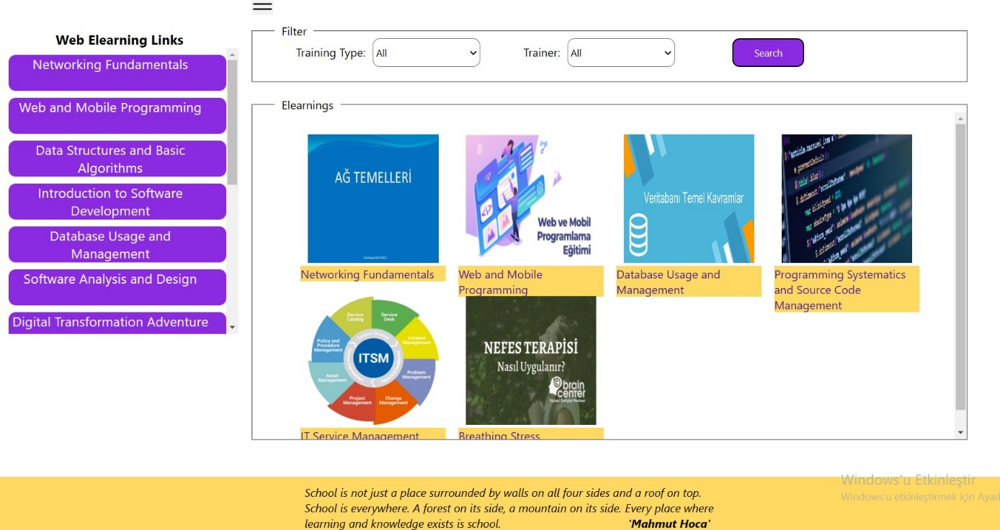 Web Elearning Links
Networking Fundamentals
Web and Mobile Programming
Data Structures and Basic
Algorithms
Introduction to Software
Development
Database Usage and
Management
Software Analysis and Design
Digital Transformation Adventure
Filter
Training Type:
All
Trainer:
All
Search
Elearnings
AĞ TEMELLERİ
Networking Fundamentals
Web ve Mobil
Programlama
Eğitimi
Web and Mobile
Programming
Veritabanı Temel Kavramlar
Database Usage and
Management
Programming Systematics
and Source Code
Management
Service
Catalog
Service
Desk
Incident
Management
Problem
Management
Change
Management
Project
Management
Asset
Management
Policy and
Procedure
Management
Service Strategy
ITSM
IT Service Management
NEFES TERAPİSİ
Nasıl Uygulanır?
brain
center
Breathing Stress
School is not just a place surrounded by walls on all four sides and a roof on top.
School is everywhere. A forest on its side, a mountain on its side. Every place where
learning and knowledge exists is school. 'Mahmut Hoca'
Windows'u Etkinleştir
Windows'u etkinleştirmek için Ayarl